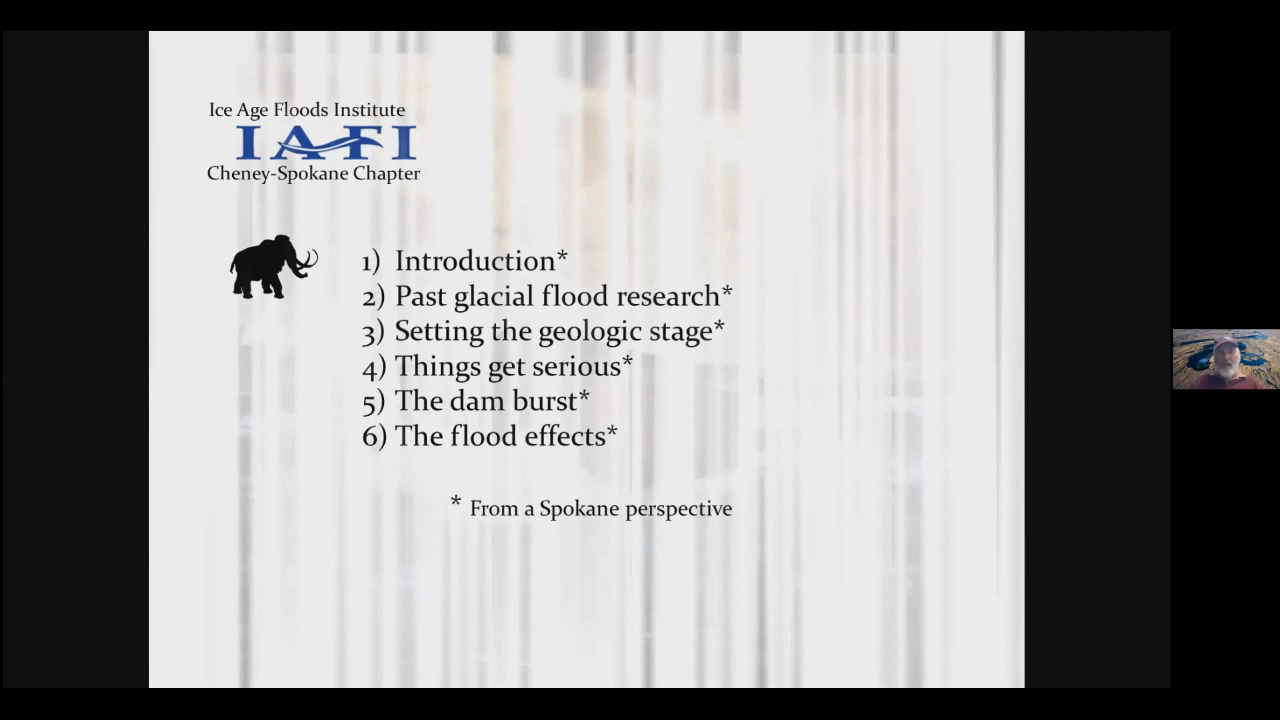 Ice Age Floods Institute
IAFI
Cheney-Spokane Chapter
1) Introduction*
2) Past glacial flood research*
3) Setting the geologic stage*
4) Things get serious*
5) The dam burst*
6) The flood effects*
* From a Spokane perspective